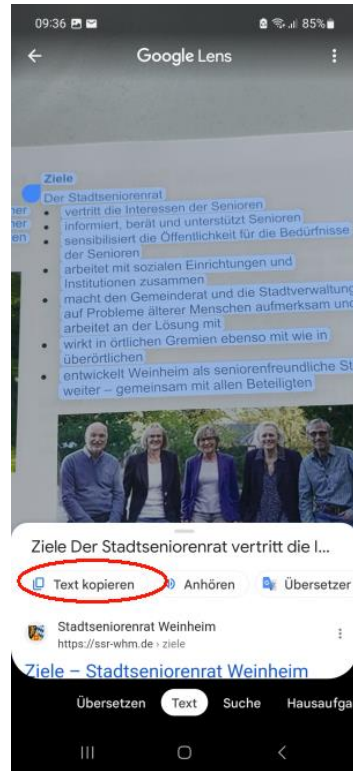 09:36 85%
Google Lens
Ziele
Der Stadtseniorenrat
vertritt die Interessen der Senioren
informiert, berät und unterstützt Senioren
sensibilisiert die Öffentlichkeit für die Bedürfnisse
der Senioren
arbeitet mit sozialen Einrichtungen und
Institutionen zusammen
macht den Gemeinderat und die Stadtverwaltung
auf Probleme älterer Menschen aufmerksam und
arbeitet an der Lösung mit
wirkt in örtlichen Gremien ebenso mit wie in
überörtlichen
entwickelt Weinheim als seniorenfreundliche St
weiter – gemeinsam mit allen Beteiligten
Ziele Der Stadtseniorenrat vertritt die I...
Text kopieren Anhören Übersetzer
Stadtseniorenrat Weinheim
https://ssr-whm.de › ziele
Ziele – Stadtseniorenrat Weinheim
Übersetzen Text Suche Hausaufga